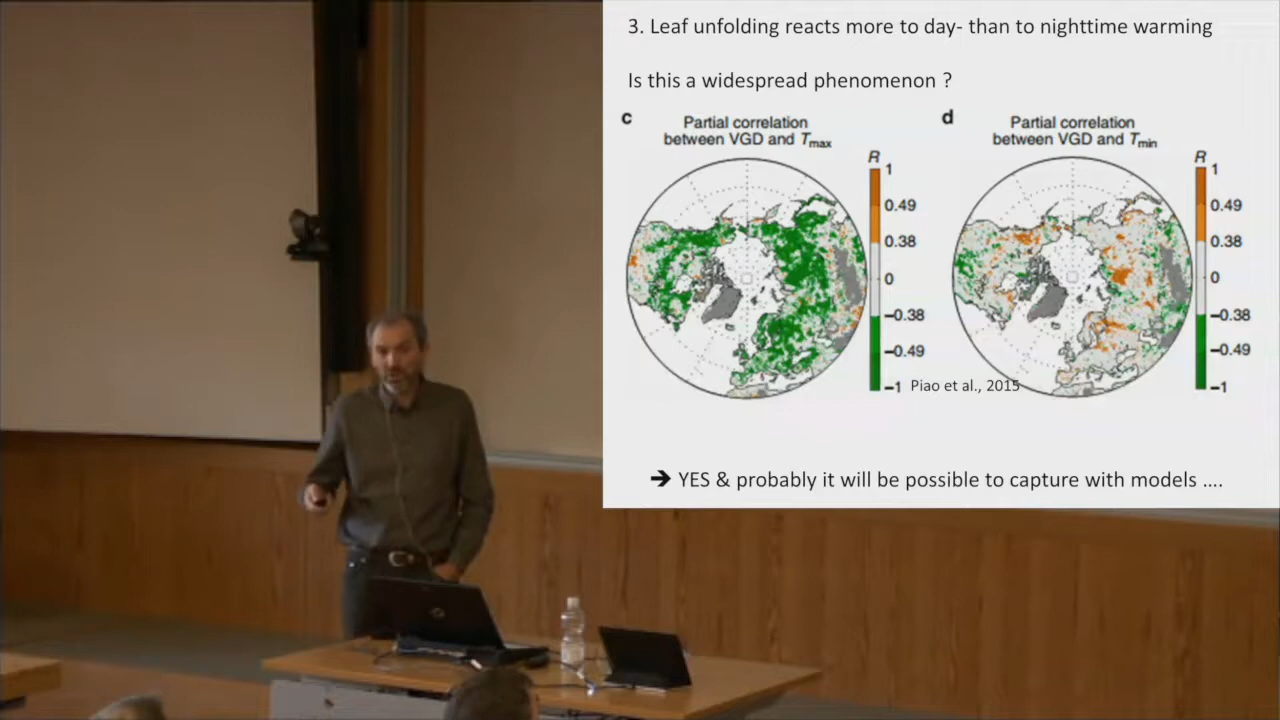 3. Leaf unfolding reacts more to day- than to nighttime warming
Is this a widespread phenomenon ?
c
Partial correlation
between VGD and Tmax
R
1
0.49
0.38
0
−0.38
−0.49
−1
d
Partial correlation
between VGD and Tmin
R
1
0.49
0.38
0
−0.38
−0.49
−1
Piao et al., 2015
➔ YES & probably it will be possible to capture with models ....